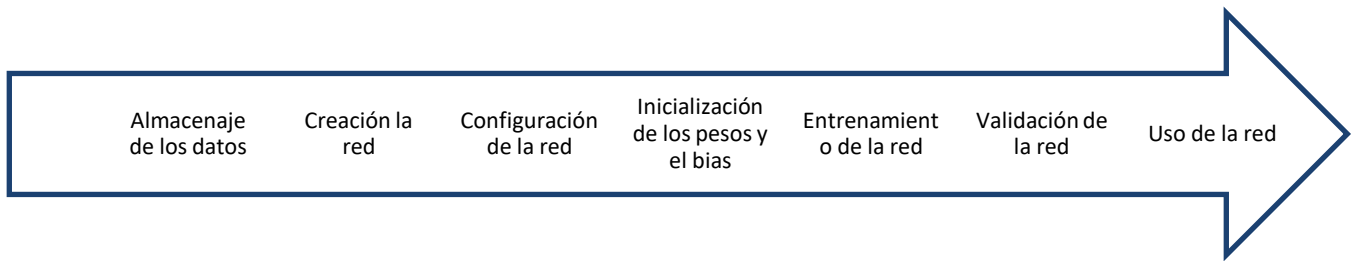 Almacenaje
de los datos
Creación la
red
Configuración
de la red
Inicialización
de los pesos y
el bias
Entrenamient
o de la red
Validación de
la red
Uso de la red